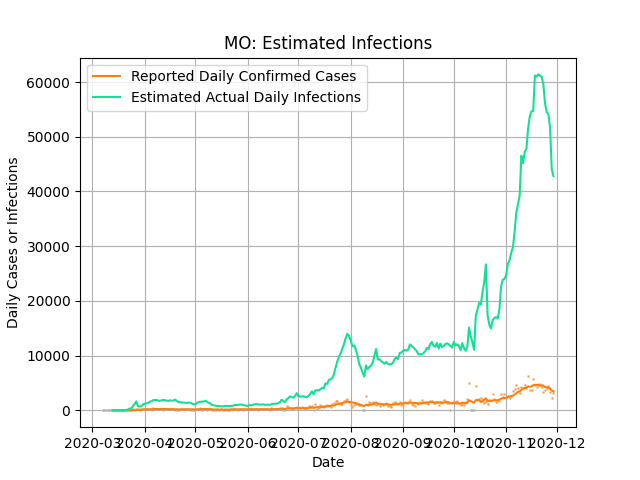 MO: Estimated Infections
Reported Daily Confirmed Cases
Estimated Actual Daily Infections
60000
50000
40000
30000
20000
10000
0
Daily Cases or Infections
2020-03 2020-04 2020-05 2020-06 2020-07 2020-08 2020-09 2020-10 2020-11 2020-12
Date